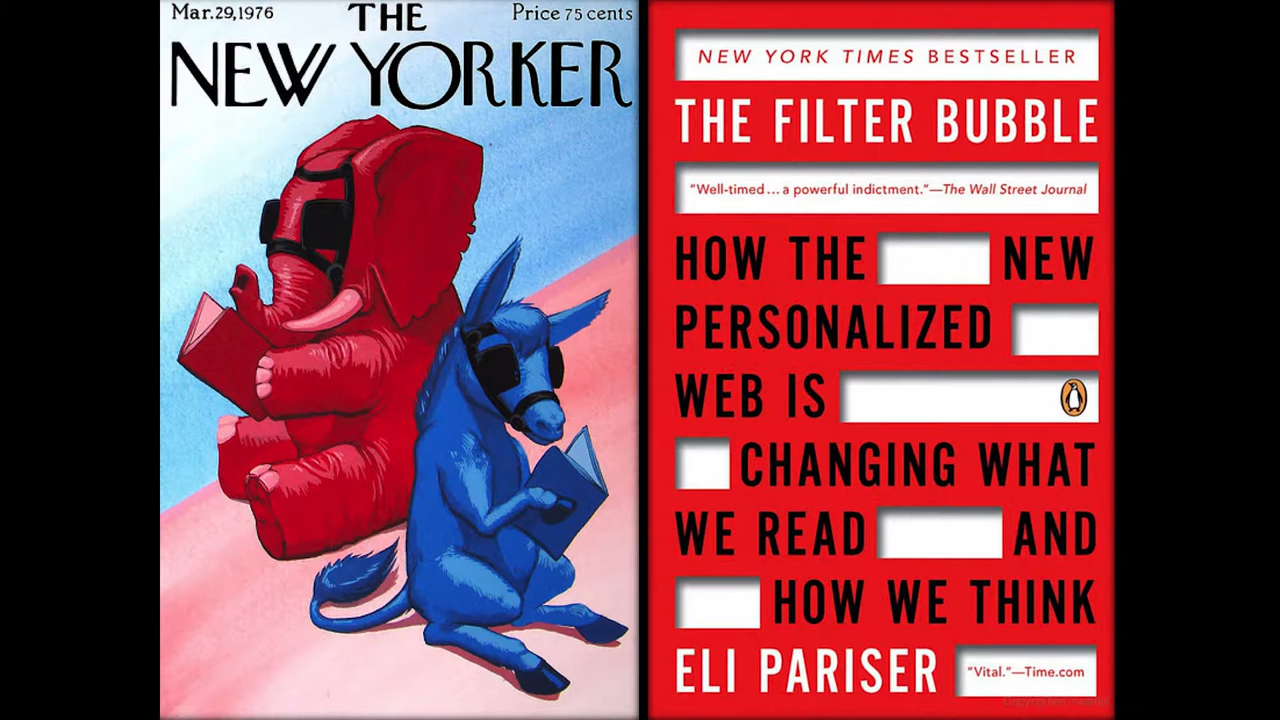 Mar.29,1976
Price 75 cents
THE
NEW YORKER
NEW YORK TIMES BESTSELLER
THE FILTER BUBBLE
“Well-timed ... a powerful indictment.”—The Wall Street Journal
HOW THE NEW
PERSONALIZED
WEB IS
CHANGING WHAT
WE READ AND
HOW WE THINK
ELI PARISER
“Vital.”—Time.com